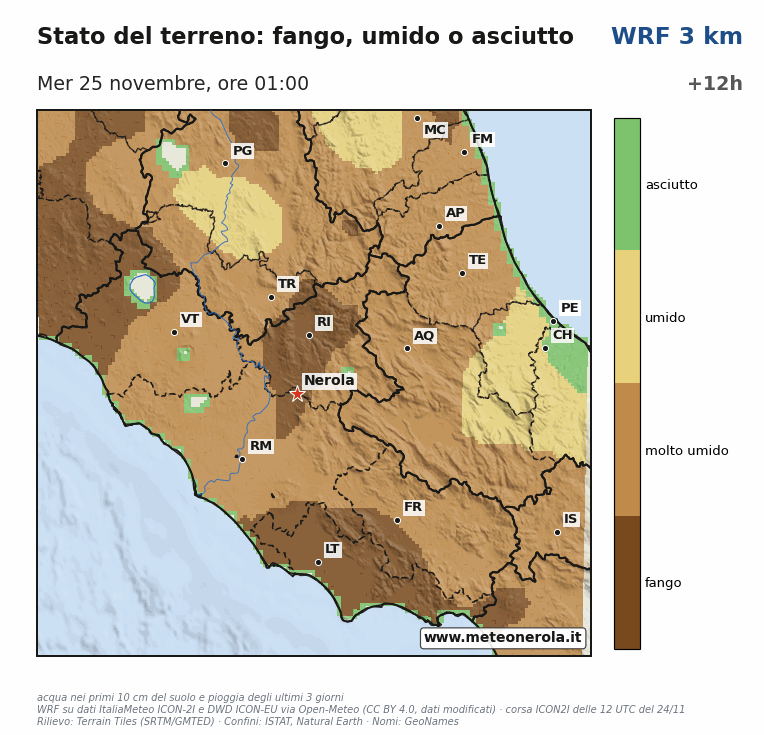 Stato del terreno: fango, umido o asciutto
WRF 3 km
Mer 25 novembre, ore 01:00
+12h
MC
FM
PG
AP
TE
TR
PE
VT
RI
AQ
CH
Nerola
RM
FR
IS
LT
www.meteonerola.it
asciutto
umido
molto umido
fango
acqua nei primi 10 cm del suolo e pioggia degli ultimi 3 giorni
WRF su dati ItaliaMeteo ICON-2I e DWD ICON-EU via Open-Meteo (CC BY 4.0, dati modificati) · corsa ICON2I delle 12 UTC del 24/11
Rilievo: Terrain Tiles (SRTM/GMTED) · Confini: ISTAT, Natural Earth · Nomi: GeoNames